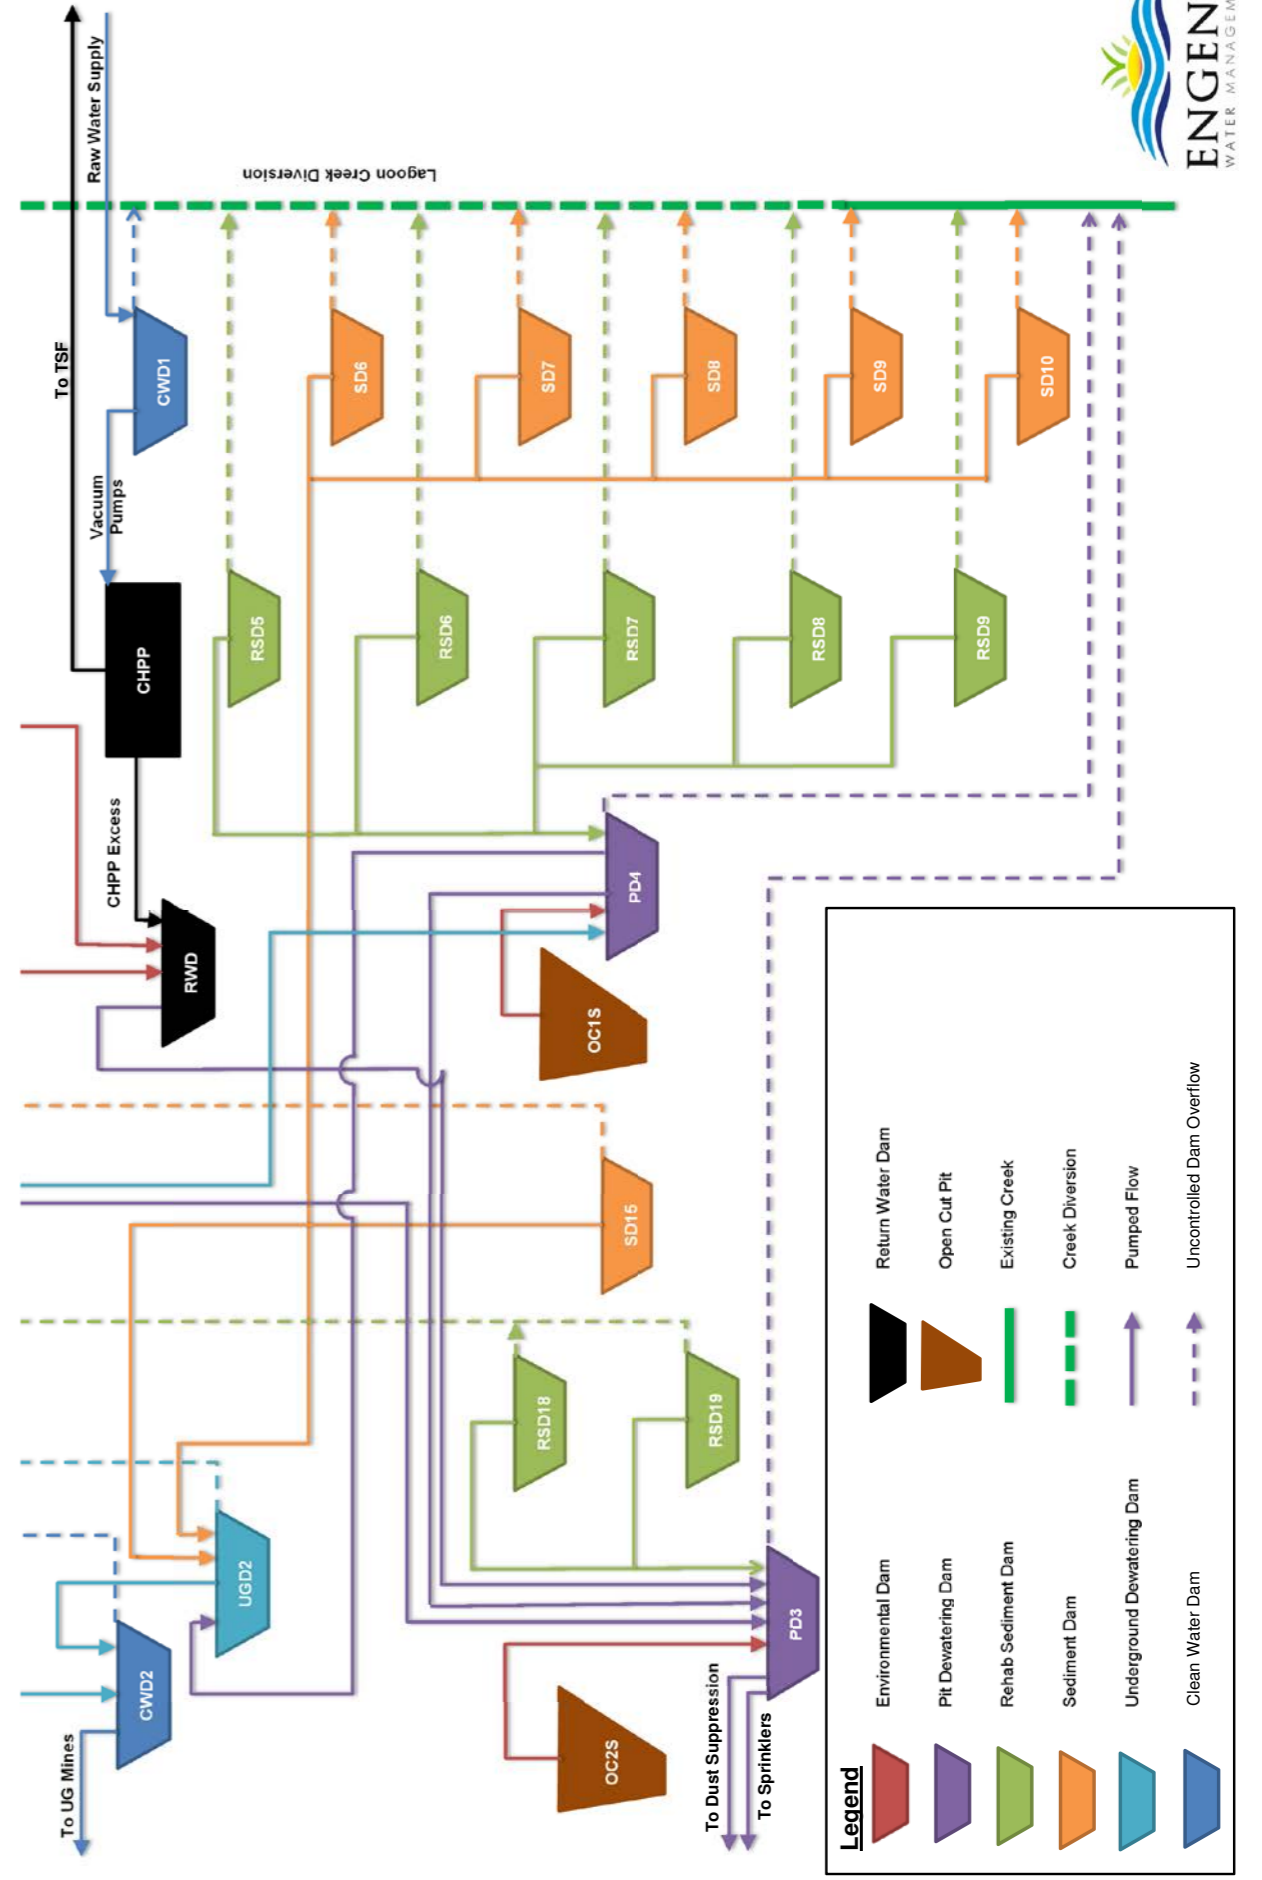 To UG Mines
CWD2
UGD2
RWD
CHPP Excess
CHPP
Vacuum
Pumps
To TSF
CWD1
Raw Water Supply
Lagoon Creek Diversion
RSD5
SD6
RSD6
SD7
RSD7
SD8
RSD8
SD9
RSD9
SD10
OC2S
RSD18
RSD19
SD15
OC1S
PD4
PD3
To Dust Suppression
To Sprinklers
Legend
Environmental Dam
Pit Dewatering Dam
Rehab Sediment Dam
Sediment Dam
Underground Dewatering Dam
Clean Water Dam
Return Water Dam
Open Cut Pit
Existing Creek
Creek Diversion
Pumped Flow
Uncontrolled Dam Overflow
ENGEN
WATER MANAGEM